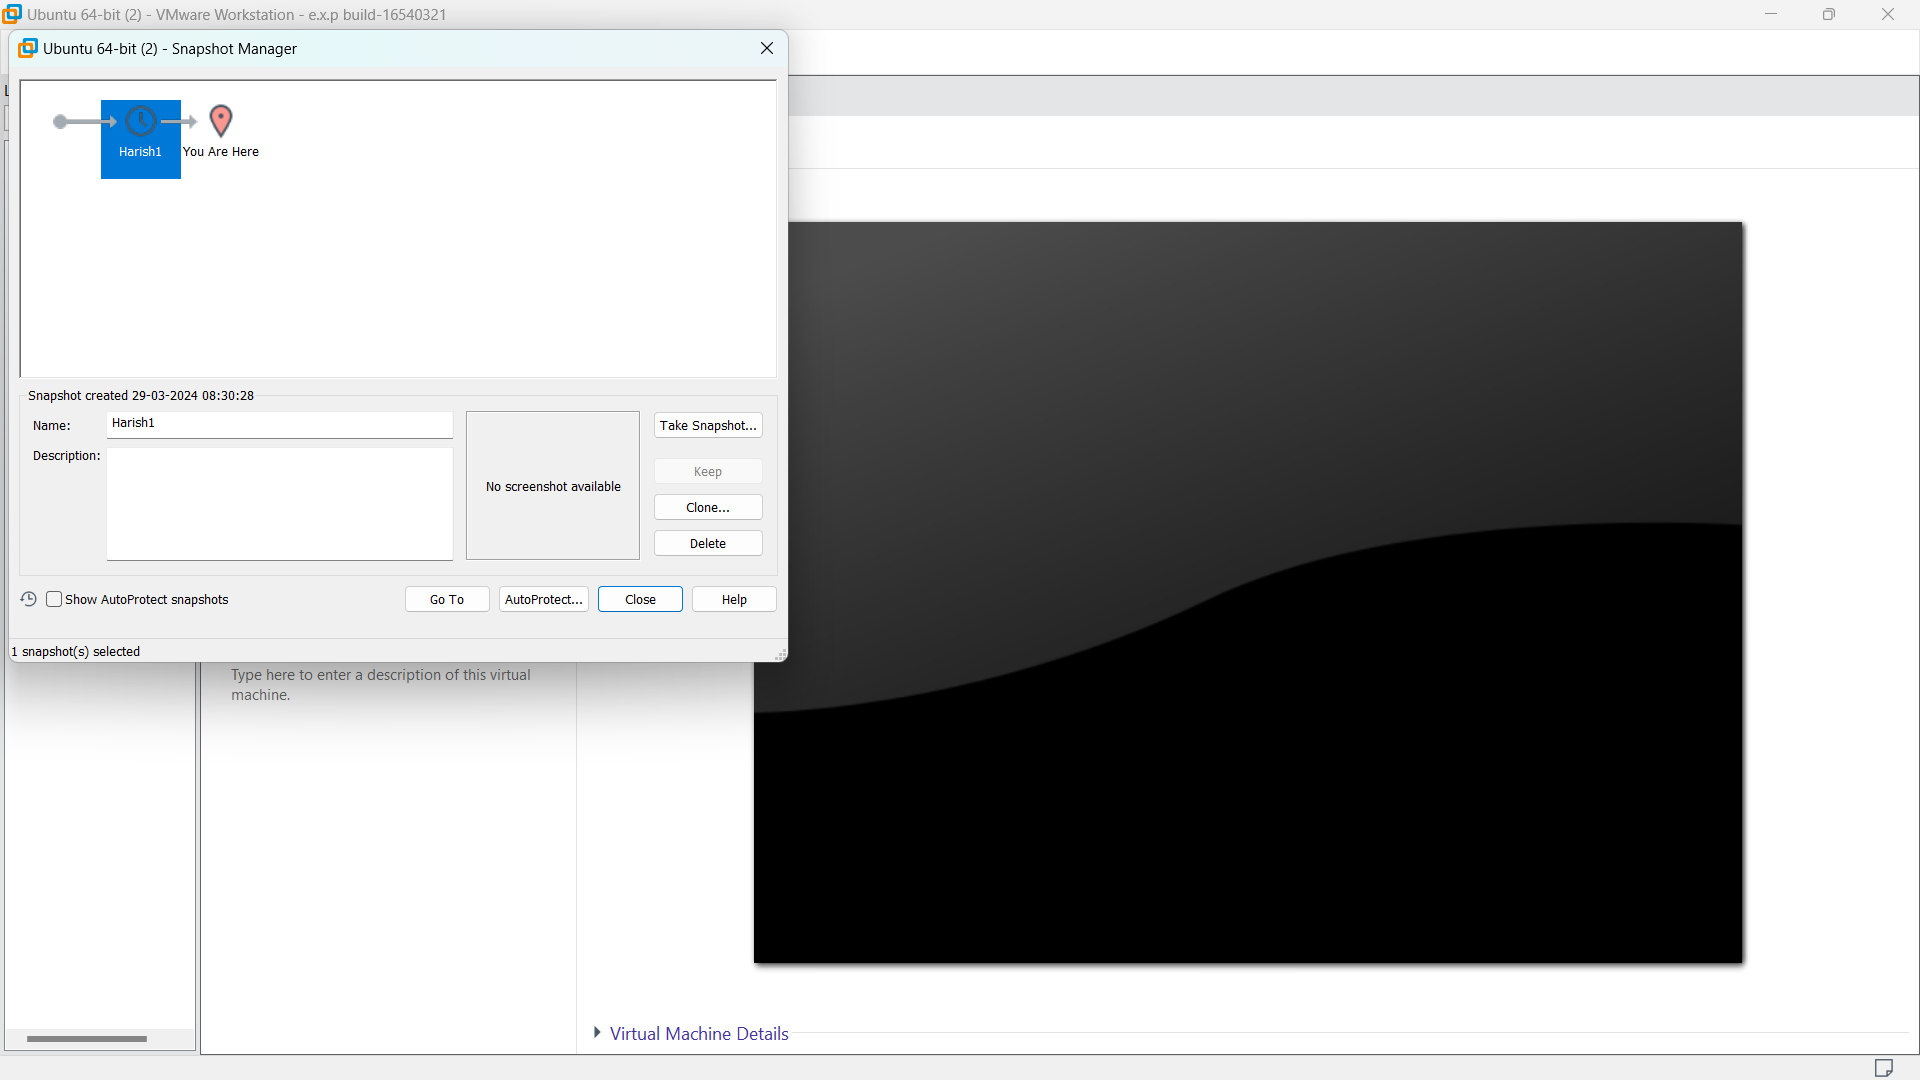 Ubuntu 64-bit (2) - VMware Workstation - e.x.p build-16540321
Ubuntu 64-bit (2) - Snapshot Manager
Harish1
You Are Here
Snapshot created 29-03-2024 08:30:28
Name:
Harish1
Take Snapshot...
Description:
No screenshot available
Keep
Clone...
Delete
Show AutoProtect snapshots
Go To
AutoProtect...
Close
Help
1 snapshot(s) selected
Type here to enter a description of this virtual
machine.
Virtual Machine Details